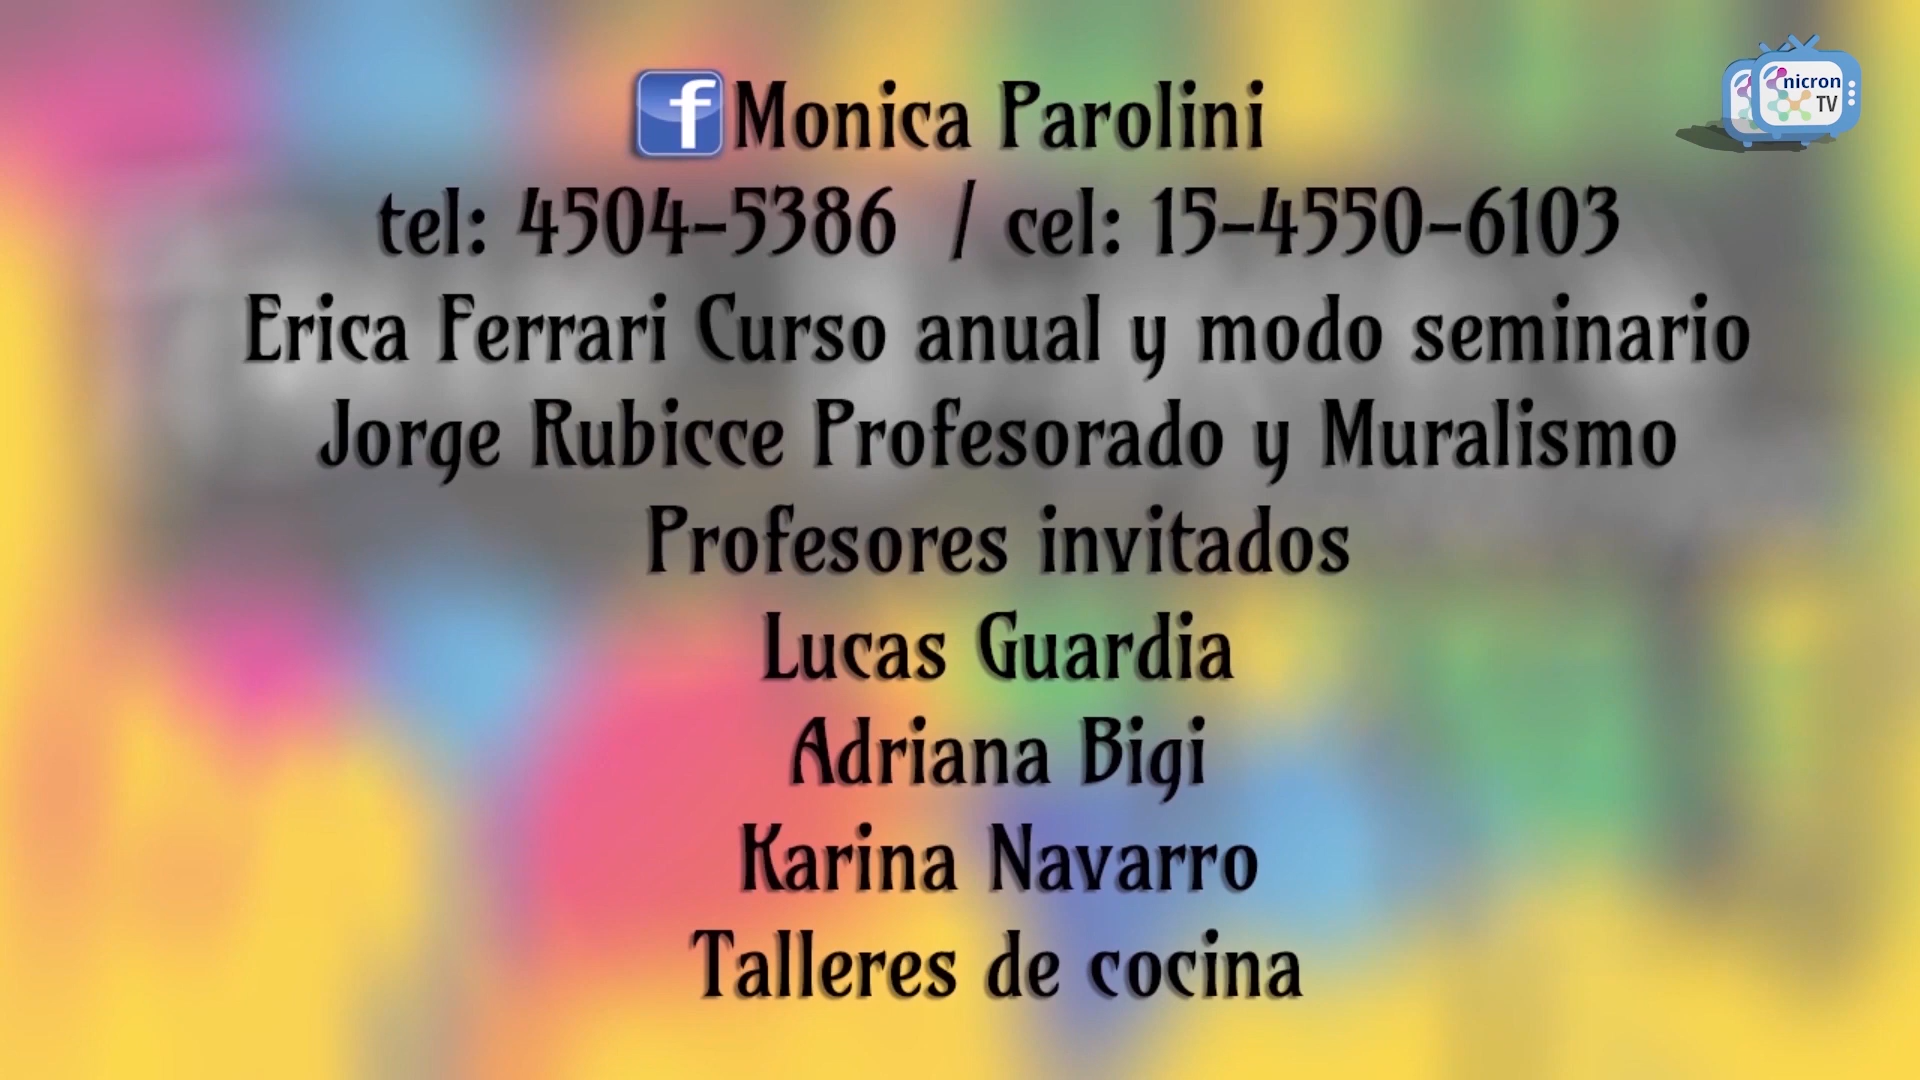 Monica Parolini
tel: 4504-5386 / cel: 15-4550-6103
Erica Ferrari Curso anual y modo seminario
Jorge Rubicce Profesorado y Muralismo
Profesores invitados
Lucas Guardia
Adriana Bigi
Karina Navarro
Talleres de cocina
nicron
TV